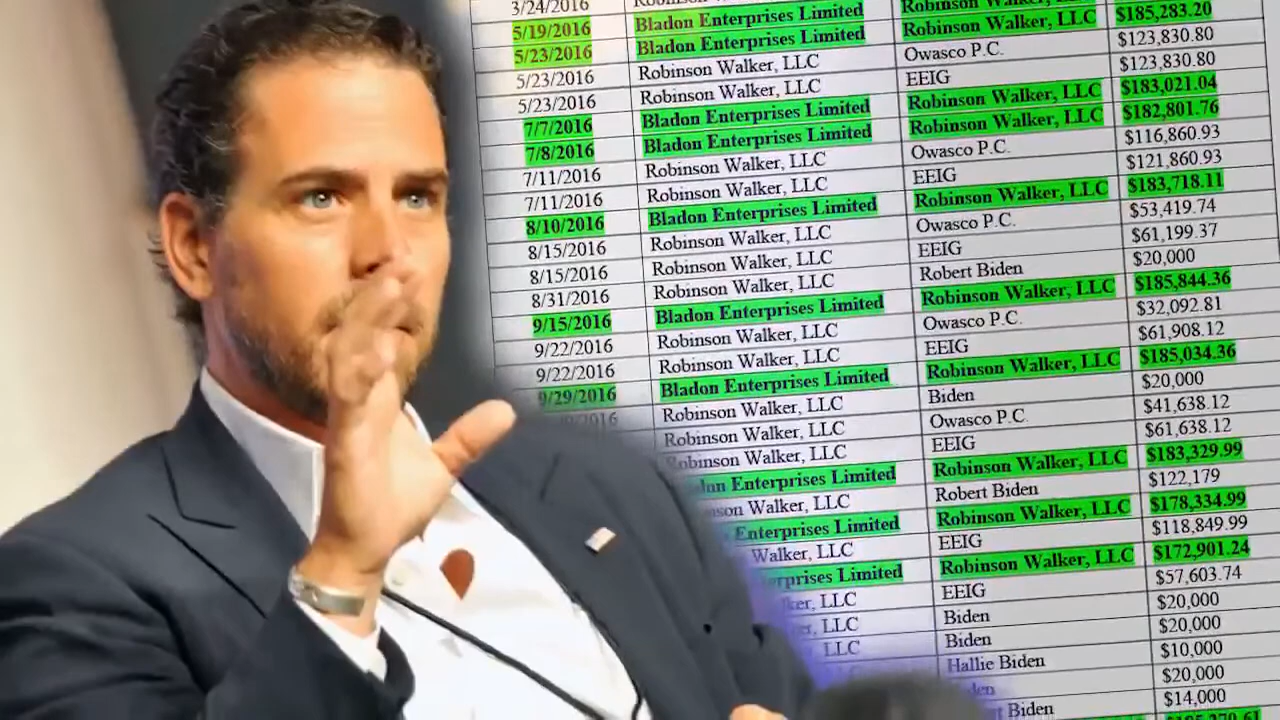 3/24/2016
5/19/2016 Bladon Enterprises Limited Robinson Walker, LLC
5/23/2016 Bladon Enterprises Limited Robinson Walker, LLC $185,283.20
5/23/2016 Robinson Walker, LLC Owasco P.C. $123,830.80
5/23/2016 Robinson Walker, LLC EEIG $123,830.80
7/7/2016 Bladon Enterprises Limited Robinson Walker, LLC $183,021.04
7/8/2016 Bladon Enterprises Limited Robinson Walker, LLC $182,801.76
7/11/2016 Robinson Walker, LLC Owasco P.C. $116,860.93
7/11/2016 Robinson Walker, LLC EEIG $121,860.93
8/10/2016 Bladon Enterprises Limited Robinson Walker, LLC $183,718.11
8/15/2016 Robinson Walker, LLC Owasco P.C. $53,419.74
8/15/2016 Robinson Walker, LLC EEIG $61,199.37
8/31/2016 Robinson Walker, LLC Robert Biden $20,000
9/15/2016 Bladon Enterprises Limited Robinson Walker, LLC $185,844.36
9/22/2016 Robinson Walker, LLC Owasco P.C. $32,092.81
9/22/2016 Robinson Walker, LLC EEIG $61,908.12
9/29/2016 Bladon Enterprises Limited Robinson Walker, LLC $185,034.36
Robinson Walker, LLC Biden $20,000
Robinson Walker, LLC Owasco P.C. $41,638.12
Robinson Walker, LLC EEIG $61,638.12
Enterprises Limited Robinson Walker, LLC $183,329.99
Walker, LLC Robert Biden $122,179
Enterprises Limited Robinson Walker, LLC $178,334.99
Walker, LLC EEIG $118,849.99
Limited Robinson Walker, LLC $172,901.24
LLC EEIG $57,603.74
LLC Biden $20,000
LLC Biden $20,000
Hallie Biden $10,000
$20,000
Biden $14,000